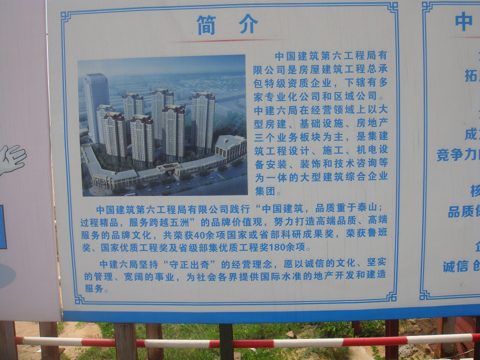 简 介
中国建筑第六工程局有
限公司是房屋建筑工程总承
包特级资质企业，下辖有多
家专业化公司和区域公司。
中建六局在经营领域上以大
型房建、基础设施、房地产
三个业务板块为主，是集建
筑工程设计、施工、机电设
备安装、装饰和技术咨询等
为一体的大型建筑综合企业
集团。
中国建筑第六工程局有限公司践行“中国建筑，品质重于泰山；
过程精品，服务跨越五洲”的品牌价值观，努力打造高端品质、高端
服务的品牌文化，共荣获40余项国家或省部科研成果奖，荣获鲁班
奖、国家优质工程奖及省级部集优质工程奖180余项。
中建六局坚持“守正出奇”的经营理念，愿以诚信的文化、坚实
的管理、宽阔的事业，为社会各界提供国际水准的地产开发和建造
服务。
中
拓
成
竞争力
核
品质
企
诚信 创